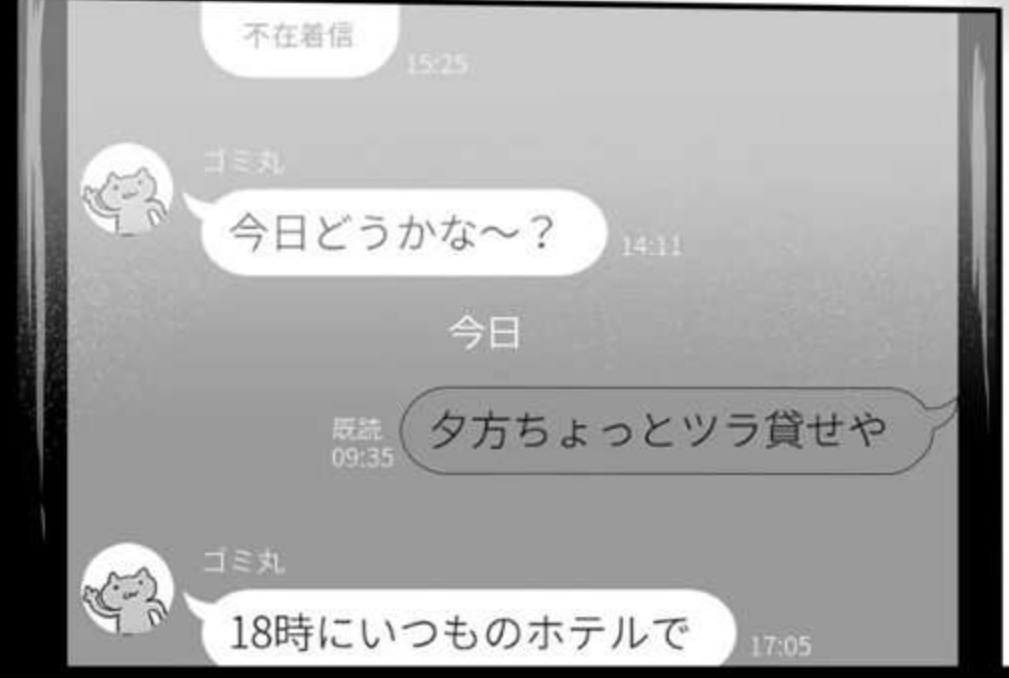 不在着信
15:25
ゴミ丸
今日どうかな～？
14:11
今日
夕方ちょっとツラ貸せや
既読
09:35
ゴミ丸
18時にいつものホテルで
17:05